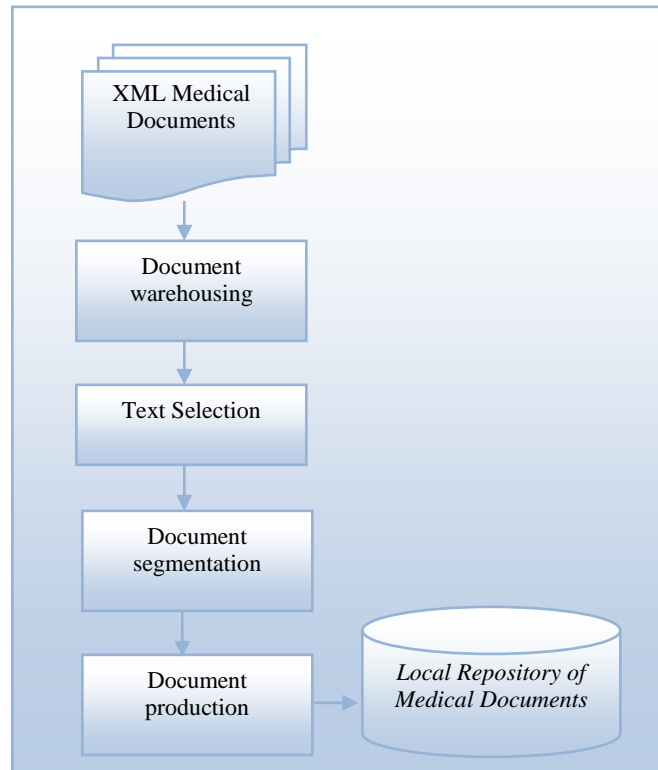 XML Medical
Documents
Document
warehousing
Text Selection
Document
segmentation
Document
production
Local Repository of
Medical Documents